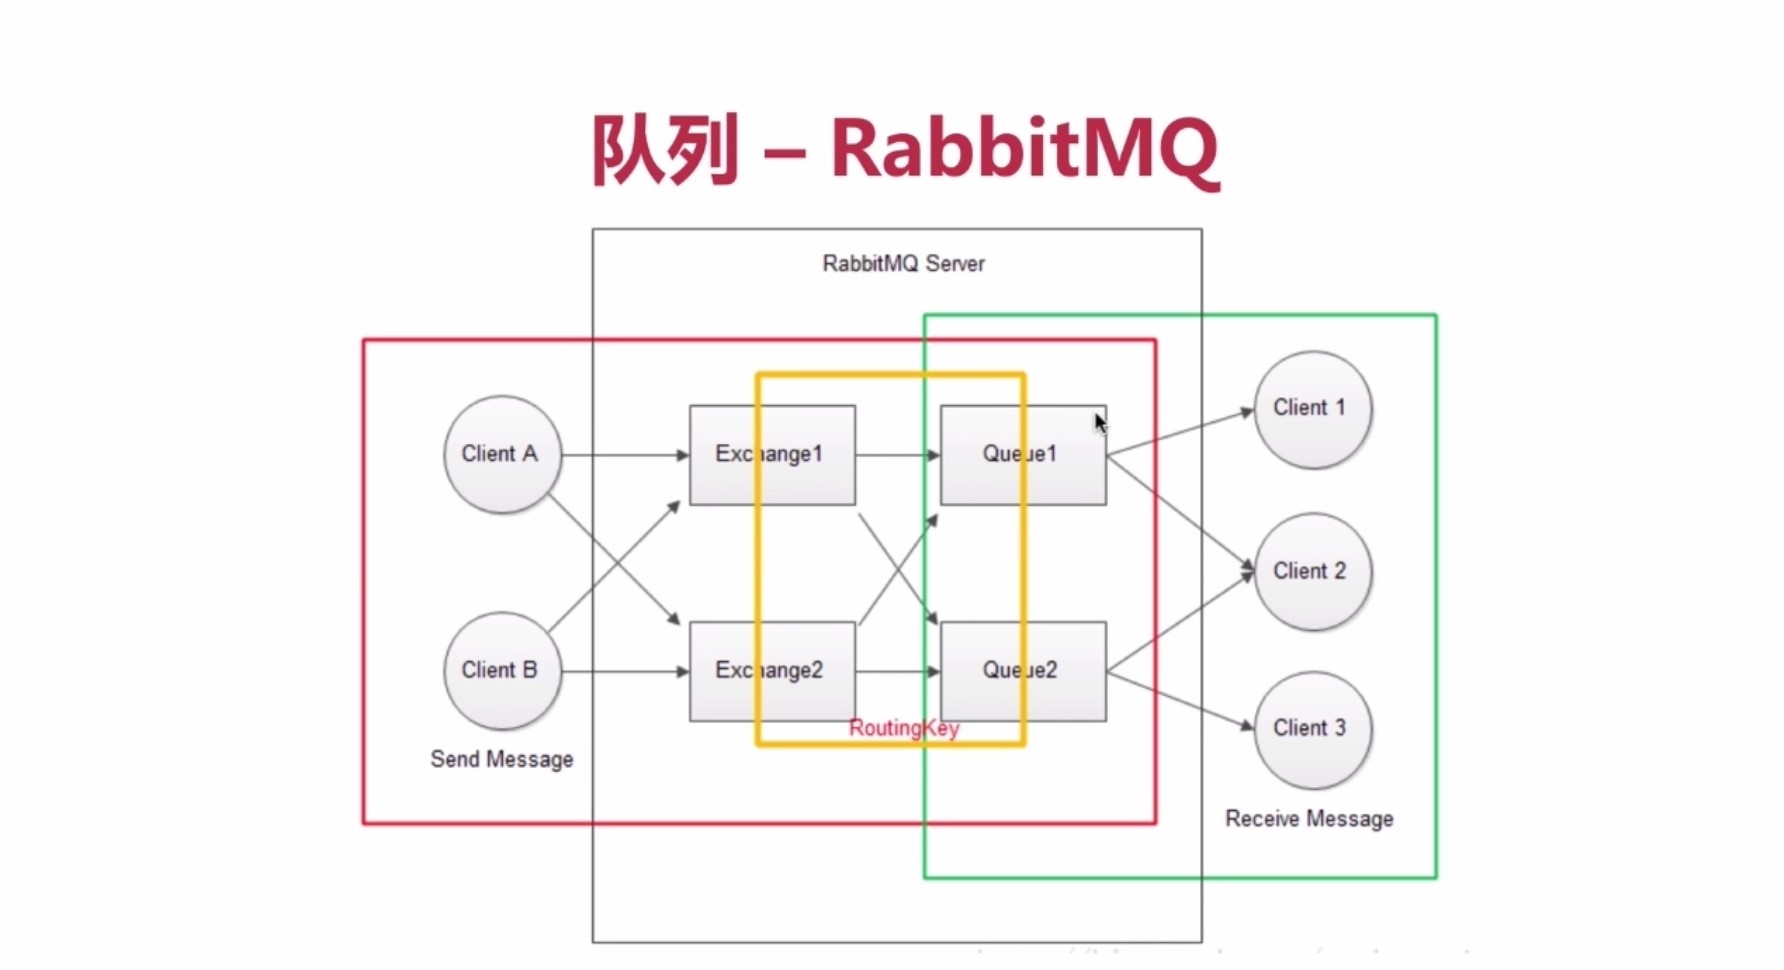 队列 – RabbitMQ
RabbitMQ Server
Client A
Exchange1
Queue1
Client 1
Client 2
Client B
Exchange2
Queue2
Client 3
RoutingKey
Send Message
Receive Message